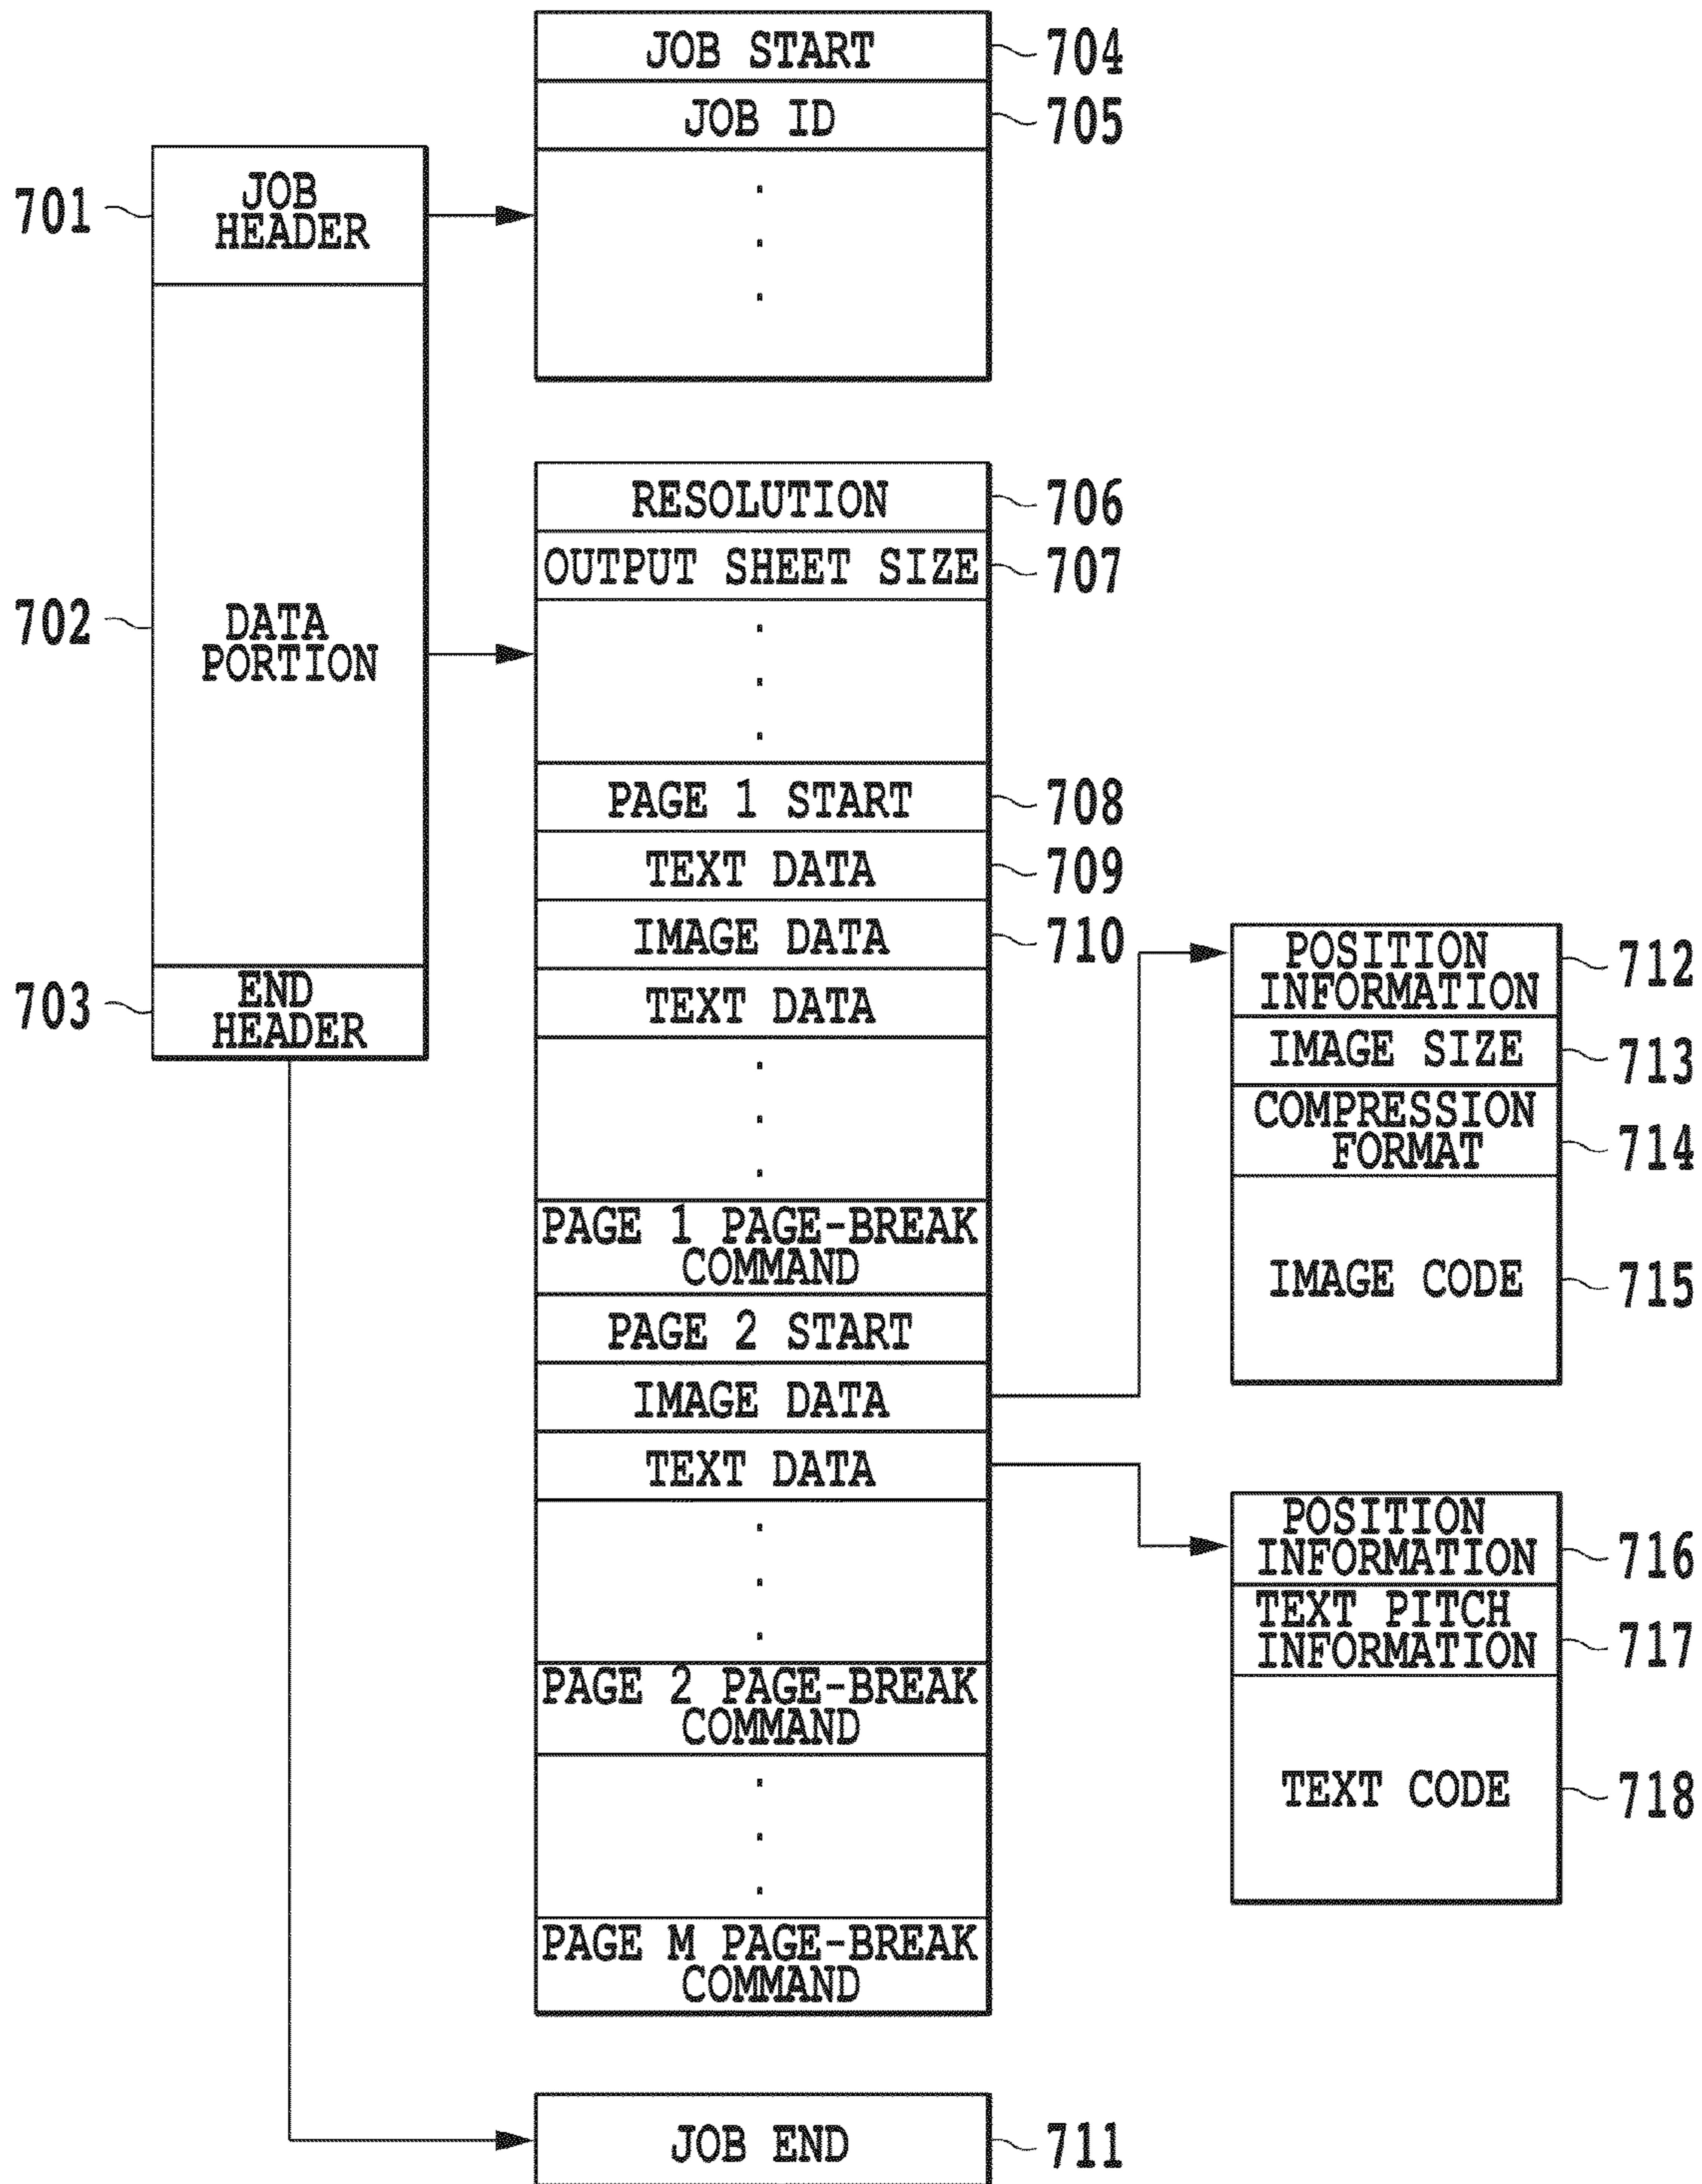 JOB START
704
JOB ID
705
701
JOB
HEADER
702
DATA
PORTION
703
END
HEADER
RESOLUTION
706
OUTPUT SHEET SIZE
707
PAGE 1 START
708
TEXT DATA
709
IMAGE DATA
710
TEXT DATA
PAGE 1 PAGE-BREAK
COMMAND
PAGE 2 START
IMAGE DATA
TEXT DATA
PAGE 2 PAGE-BREAK
COMMAND
PAGE M PAGE-BREAK
COMMAND
POSITION
INFORMATION
712
IMAGE SIZE
713
COMPRESSION
FORMAT
714
IMAGE CODE
715
POSITION
INFORMATION
716
TEXT PITCH
INFORMATION
717
TEXT CODE
718
JOB END
711